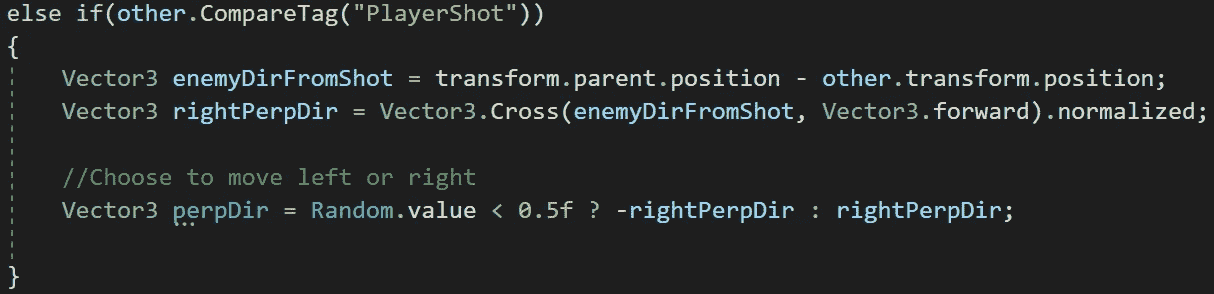 else if(other.CompareTag("PlayerShot"))
{
    Vector3 enemyDirFromShot = transform.parent.position - other.transform.position;
    Vector3 rightPerpDir = Vector3.Cross(enemyDirFromShot, Vector3.forward).normalized;

    //Choose to move left or right
    Vector3 perpDir = Random.value < 0.5f ? -rightPerpDir : rightPerpDir;

}